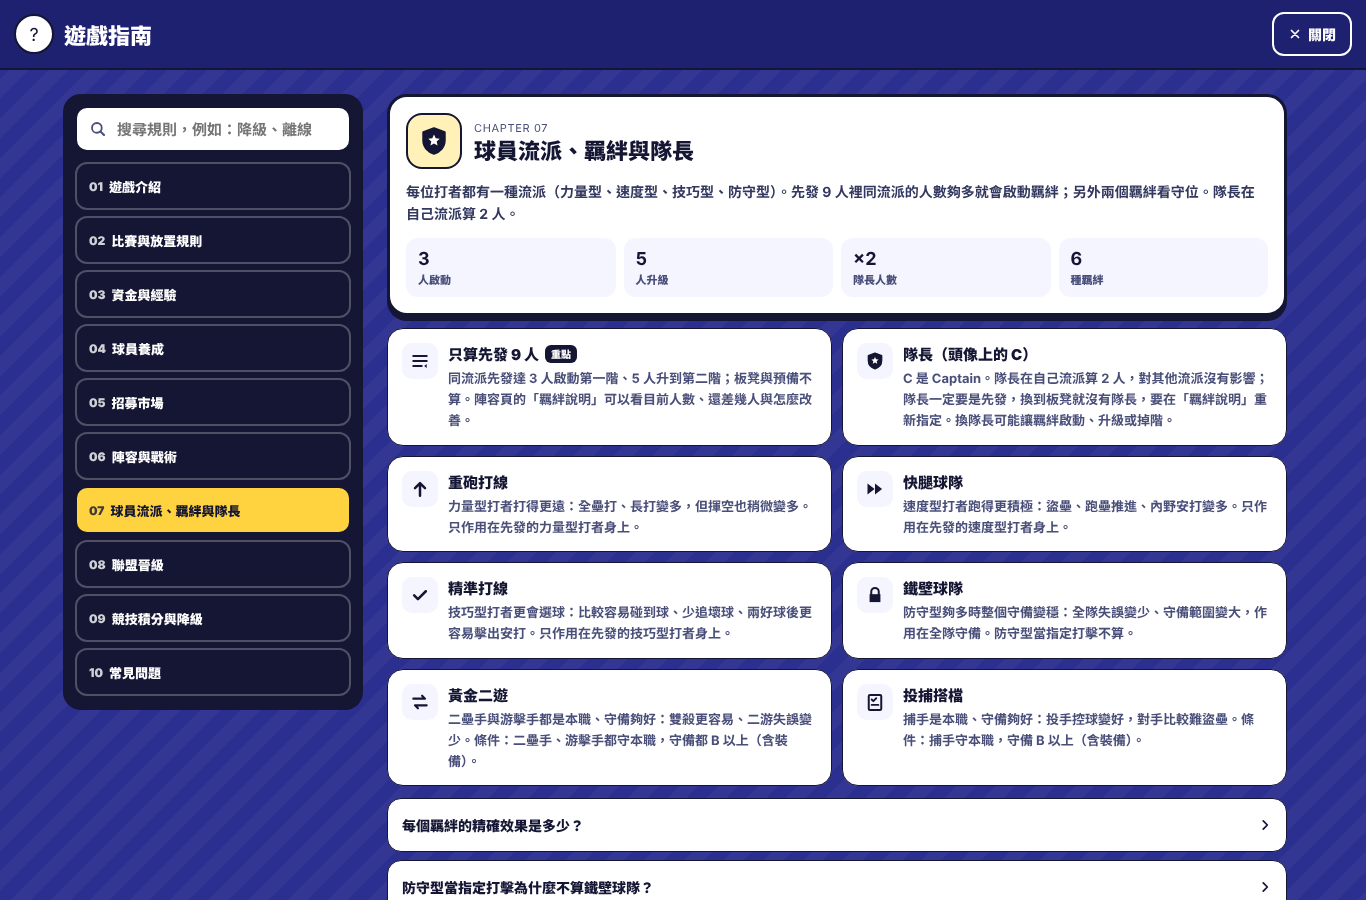 ?
遊戲指南
× 關閉
搜尋規則，例如：降級、離線
01 遊戲介紹
02 比賽與放置規則
03 資金與經驗
04 球員養成
05 招募市場
06 陣容與戰術
07 球員流派、羈絆與隊長
08 聯盟晉級
09 競技積分與降級
10 常見問題
CHAPTER 07
球員流派、羈絆與隊長
每位打者都有一種流派（力量型、速度型、技巧型、防守型）。先發 9 人裡同流派的人數夠多就會啟動羈絆；另外兩個羈絆看守位。隊長在
自己流派算 2 人。
3
人啟動
5
人升級
×2
隊長人數
6
種羈絆
只算先發 9 人 重點
同流派先發達 3 人啟動第一階、5 人升到第二階；板凳與預備不
算。陣容頁的「羈絆說明」可以看目前人數、還差幾人與怎麼改
善。
隊長（頭像上的 C）
C 是 Captain。隊長在自己流派算 2 人，對其他流派沒有影響；
隊長一定要是先發，換到板凳就沒有隊長，要在「羈絆說明」重
新指定。換隊長可能讓羈絆啟動、升級或掉階。
重砲打線
力量型打者打得更遠：全壘打、長打變多，但揮空也稍微變多。
只作用在先發的力量型打者身上。
快腿球隊
速度型打者跑得更積極：盜壘、跑壘推進、內野安打變多。只作
用在先發的速度型打者身上。
精準打線
技巧型打者更會選球：比較容易碰到球、少追壞球、兩好球後更
容易擊出安打。只作用在先發的技巧型打者身上。
鐵壁球隊
防守型夠多時整個守備變穩：全隊失誤變少、守備範圍變大，作
用在全隊守備。防守型當指定打擊不算。
黃金二遊
二壘手與游擊手都是本職、守備夠好：雙殺更容易、二游失誤變
少。條件：二壘手、游擊手都守本職，守備都 B 以上（含裝
備）。
投捕搭檔
捕手是本職、守備夠好：投手控球變好，對手比較難盜壘。條
件：捕手守本職，守備 B 以上（含裝備）。
每個羈絆的精確效果是多少？
防守型當指定打擊為什麼不算鐵壁球隊？